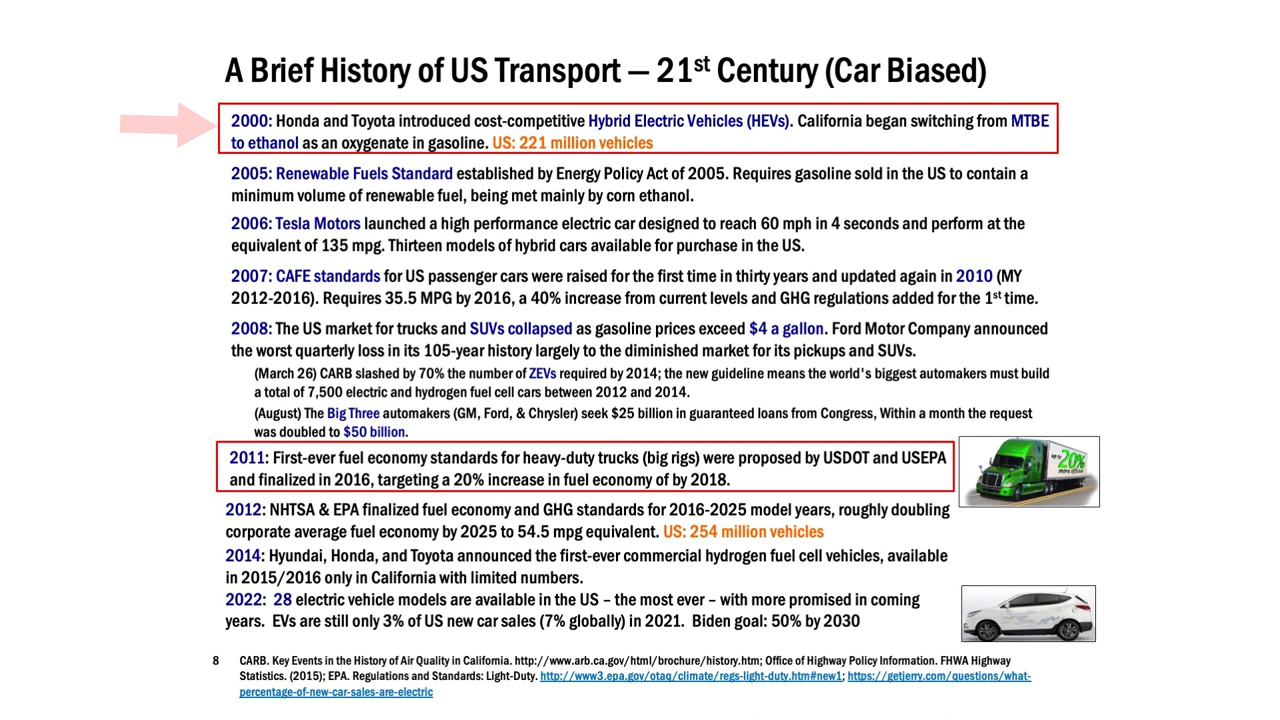 A Brief History of US Transport — 21st Century (Car Biased)
2000: Honda and Toyota introduced cost-competitive Hybrid Electric Vehicles (HEVs). California began switching from MTBE
to ethanol as an oxygenate in gasoline. US: 221 million vehicles
2005: Renewable Fuels Standard established by Energy Policy Act of 2005. Requires gasoline sold in the US to contain a
minimum volume of renewable fuel, being met mainly by corn ethanol.
2006: Tesla Motors launched a high performance electric car designed to reach 60 mph in 4 seconds and perform at the
equivalent of 135 mpg. Thirteen models of hybrid cars available for purchase in the US.
2007: CAFE standards for US passenger cars were raised for the first time in thirty years and updated again in 2010 (MY
2012-2016). Requires 35.5 MPG by 2016, a 40% increase from current levels and GHG regulations added for the 1st time.
2008: The US market for trucks and SUVs collapsed as gasoline prices exceed $4 a gallon. Ford Motor Company announced
the worst quarterly loss in its 105-year history largely to the diminished market for its pickups and SUVs.
(March 26) CARB slashed by 70% the number of ZEVs required by 2014; the new guideline means the world's biggest automakers must build
a total of 7,500 electric and hydrogen fuel cell cars between 2012 and 2014.
(August) The Big Three automakers (GM, Ford, & Chrysler) seek $25 billion in guaranteed loans from Congress, Within a month the request
was doubled to $50 billion.
2011: First-ever fuel economy standards for heavy-duty trucks (big rigs) were proposed by USDOT and USEPA
and finalized in 2016, targeting a 20% increase in fuel economy of by 2018.
up to
20%
more efficient
2012: NHTSA & EPA finalized fuel economy and GHG standards for 2016-2025 model years, roughly doubling
corporate average fuel economy by 2025 to 54.5 mpg equivalent. US: 254 million vehicles
2014: Hyundai, Honda, and Toyota announced the first-ever commercial hydrogen fuel cell vehicles, available
in 2015/2016 only in California with limited numbers.
2022: 28 electric vehicle models are available in the US – the most ever – with more promised in coming
years. EVs are still only 3% of US new car sales (7% globally) in 2021. Biden goal: 50% by 2030
8 CARB. Key Events in the History of Air Quality in California. http://www.arb.ca.gov/html/brochure/history.htm; Office of Highway Policy Information. FHWA Highway
Statistics. (2015); EPA. Regulations and Standards: Light-Duty. http://www3.epa.gov/otaq/climate/regs-light-duty.htm#new1; https://getjerry.com/questions/what-
percentage-of-new-car-sales-are-electric